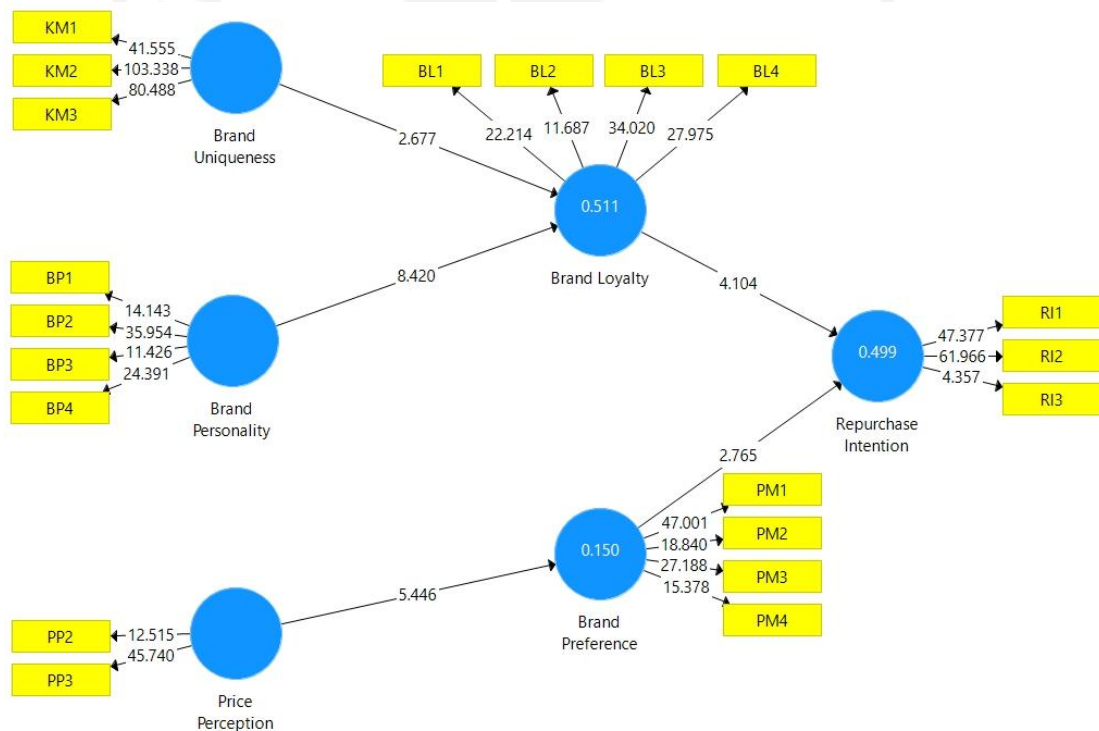 KM1
41.555
KM2
103.338
80.488
KM3
Brand
Uniqueness
2.677
BL1
BL2
BL3
BL4
22.214
11.687
34.020
27.975
0.511
Brand Loyalty
BP1
14.143
BP2
35.954
BP3
11.426
24.391
BP4
Brand
Personality
8.420
4.104
0.499
Repurchase
Intention
47.377
RI1
61.966
RI2
4.357
RI3
2.765
PP2
12.515
45.740
PP3
Price
Perception
5.446
0.150
Brand
Preference
PM1
47.001
PM2
18.840
27.188
PM3
15.378
PM4